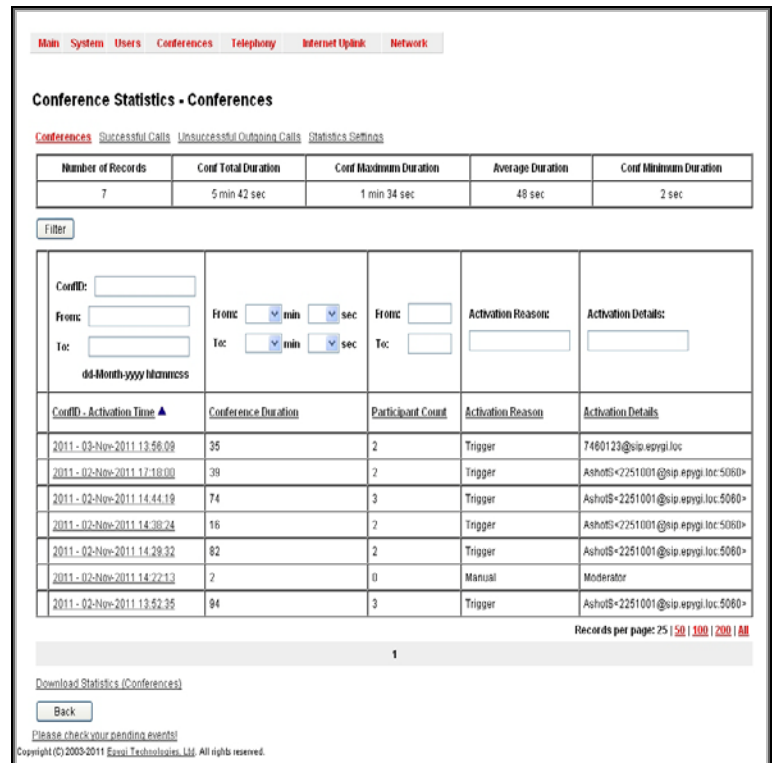 Main System Users Conferences Telephony Internet Uplink Network
Conference Statistics - Conferences
Conferences Successful Calls Unsuccessful Outgoing Calls Statistics Settings
Number of Records Conf Total Duration Conf Maximum Duration Average Duration Conf Minimum Duration
7 5 min 42 sec 1 min 34 sec 48 sec 2 sec
Filter
ConfID:
From: From: min sec From: Activation Reason: Activation Details:
To: To: min sec To:
dd-Month-yyyy hh:mm:ss
ConfID - Activation Time ▲ Conference Duration Participant Count Activation Reason Activation Details
2011 - 03-Nov-2011 13:56:09 35 2 Trigger 7460123@sip.epygi.loc
2011 - 02-Nov-2011 17:18:00 39 2 Trigger AshotS<2251001@sip.epygi.loc:5060>
2011 - 02-Nov-2011 14:44:19 74 3 Trigger AshotS<2251001@sip.epygi.loc:5060>
2011 - 02-Nov-2011 14:38:24 16 2 Trigger AshotS<2251001@sip.epygi.loc:5060>
2011 - 02-Nov-2011 14:29:32 82 2 Trigger AshotS<2251001@sip.epygi.loc:5060>
2011 - 02-Nov-2011 14:22:13 2 0 Manual Moderator
2011 - 02-Nov-2011 13:52:35 94 3 Trigger AshotS<2251001@sip.epygi.loc:5060>
Records per page: 25 | 50 | 100 | 200 | All
1
Download Statistics (Conferences)
Back
Please check your pending events!
Copyright (C) 2003-2011 Epygi Technologies, Ltd. All rights reserved.